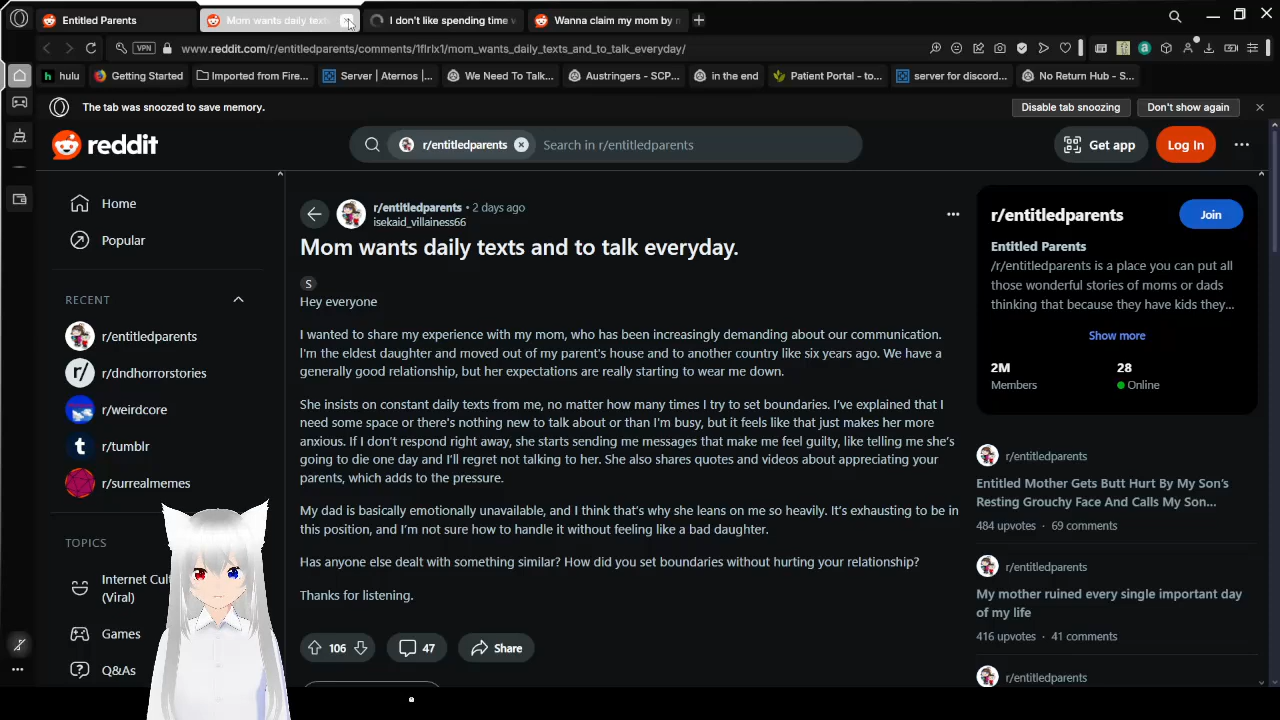 Entitled Parents
Mom wants daily texts
I don't like spending time
Wanna claim my mom by m
VPN
www.reddit.com/r/entitledparents/comments/1flrlx1/mom_wants_daily_texts_and_to_talk_everyday/
hulu
Getting Started
Imported from Fire...
Server | Aternos |...
We Need To Talk...
Austringers - SCP...
in the end
Patient Portal - to...
server for discord...
No Return Hub - S...
The tab was snoozed to save memory.
Disable tab snoozing
Don't show again
reddit
r/entitledparents
Search in r/entitledparents
Get app
Log In
Home
Popular
RECENT
r/entitledparents
r/dndhorrorstories
r/weirdcore
r/tumblr
r/surrealmemes
TOPICS
Internet Cul
(Viral)
Games
Q&As
r/entitledparents • 2 days ago
isekaid_villainess66
Mom wants daily texts and to talk everyday.
S
Hey everyone
I wanted to share my experience with my mom, who has been increasingly demanding about our communication.
I'm the eldest daughter and moved out of my parent's house and to another country like six years ago. We have a
generally good relationship, but her expectations are really starting to wear me down.
She insists on constant daily texts from me, no matter how many times I try to set boundaries. I've explained that I
need some space or there's nothing new to talk about or than I'm busy, but it feels like that just makes her more
anxious. If I don't respond right away, she starts sending me messages that make me feel guilty, like telling me she's
going to die one day and I'll regret not talking to her. She also shares quotes and videos about appreciating your
parents, which adds to the pressure.
My dad is basically emotionally unavailable, and I think that's why she leans on me so heavily. It's exhausting to be in
this position, and I'm not sure how to handle it without feeling like a bad daughter.
Has anyone else dealt with something similar? How did you set boundaries without hurting your relationship?
Thanks for listening.
106
47
Share
r/entitledparents
Join
Entitled Parents
/r/entitledparents is a place you can put all
those wonderful stories of moms or dads
thinking that because they have kids they...
Show more
2M
28
Members
Online
r/entitledparents
Entitled Mother Gets Butt Hurt By My Son's
Resting Grouchy Face And Calls My Son...
484 upvotes • 69 comments
r/entitledparents
My mother ruined every single important day
of my life
416 upvotes • 41 comments
r/entitledparents